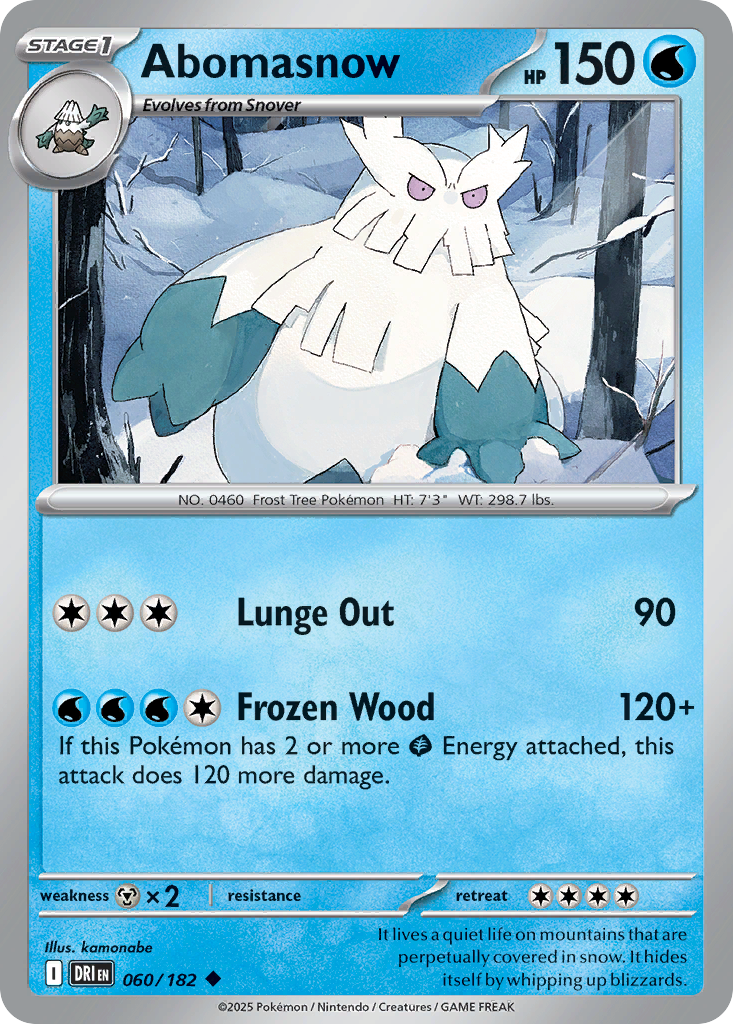 STAGE1
Abomasnow
HP 150
Evolves from Snover
NO. 0460 Frost Tree Pokémon HT: 7'3" WT: 298.7 lbs.
Lunge Out 90
Frozen Wood 120+
If this Pokémon has 2 or more Energy attached, this
attack does 120 more damage.
weakness ×2 resistance retreat
Illus. kamonabe
It lives a quiet life on mountains that are
perpetually covered in snow. It hides
itself by whipping up blizzards.
I DRI EN 060/182
©2025 Pokémon / Nintendo / Creatures / GAME FREAK